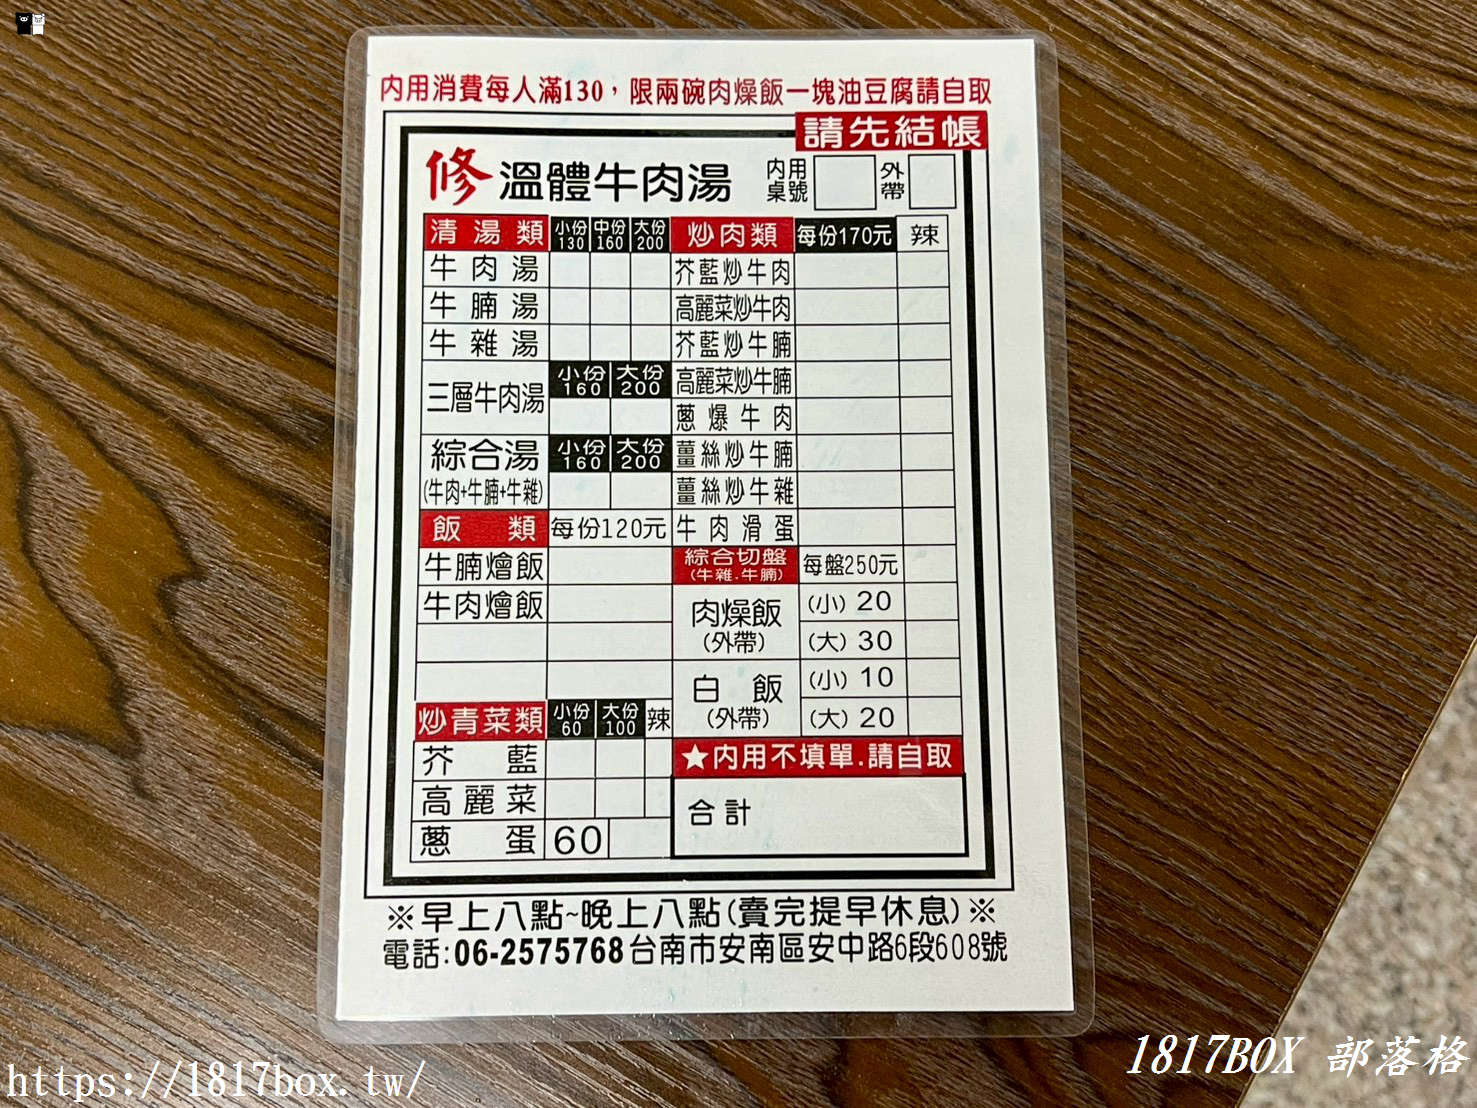 內用消費每人滿130，限兩碗肉燥飯一塊油豆腐請自取
請先結帳
修 溫體牛肉湯 內用桌號 外帶
清湯類 小份130 中份160 大份200
牛肉湯
牛腩湯
牛雜湯
三層牛肉湯 小份160 大份200
綜合湯 小份160 大份200
(牛肉+牛腩+牛雜)
飯類 每份120元
牛腩燴飯
牛肉燴飯
炒青菜類 小份60 大份100 辣
芥藍
高麗菜
蔥蛋 60
炒肉類 每份170元 辣
芥藍炒牛肉
高麗菜炒牛肉
芥藍炒牛腩
高麗菜炒牛腩
蔥爆牛肉
薑絲炒牛腩
薑絲炒牛雜
牛肉滑蛋
綜合切盤 每盤250元
(牛雜.牛腩)
肉燥飯 (小) 20
(外帶) (大) 30
白飯 (小) 10
(外帶) (大) 20
★內用不填單.請自取
合計
※早上八點~晚上八點(賣完提早休息)※
電話:06-2575768台南市安南區安中路6段608號
https://1817box.tw/
1817BOX 部落格